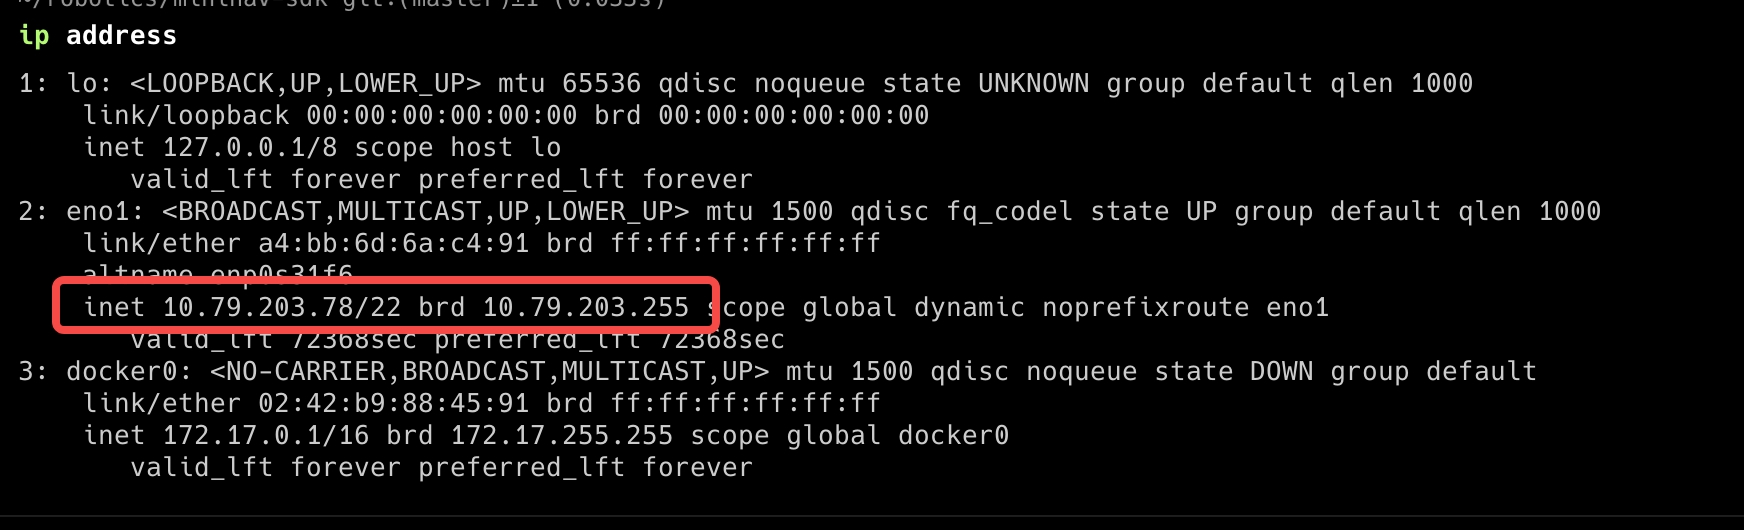 ip address
1: lo: <LOOPBACK,UP,LOWER_UP> mtu 65536 qdisc noqueue state UNKNOWN group default qlen 1000
link/loopback 00:00:00:00:00:00 brd 00:00:00:00:00:00
inet 127.0.0.1/8 scope host lo
valid_lft forever preferred_lft forever
2: eno1: <BROADCAST,MULTICAST,UP,LOWER_UP> mtu 1500 qdisc fq_codel state UP group default qlen 1000
link/ether a4:bb:6d:6a:c4:91 brd ff:ff:ff:ff:ff:ff
altname enp0s31f6
inet 10.79.203.78/22 brd 10.79.203.255 scope global dynamic noprefixroute eno1
valid_lft 72368sec preferred_lft 72368sec
3: docker0: <NO-CARRIER,BROADCAST,MULTICAST,UP> mtu 1500 qdisc noqueue state DOWN group default
link/ether 02:42:b9:88:45:91 brd ff:ff:ff:ff:ff:ff
inet 172.17.0.1/16 brd 172.17.255.255 scope global docker0
valid_lft forever preferred_lft forever